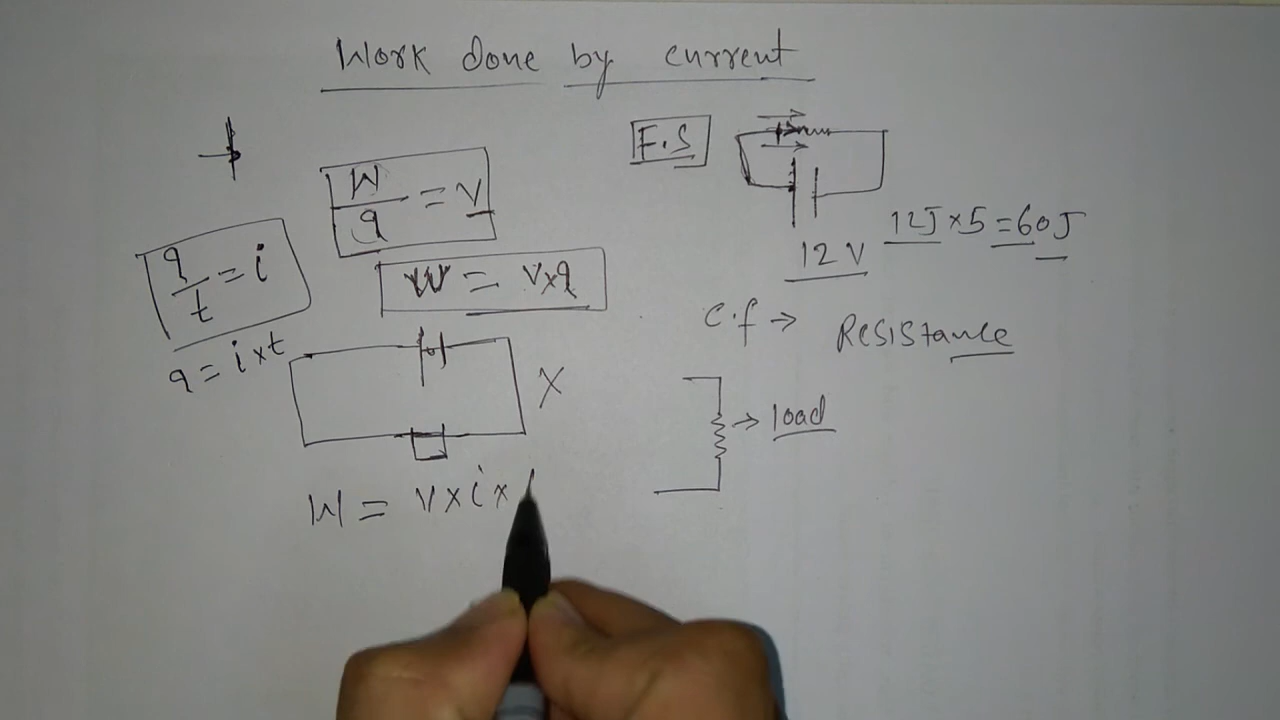 Work done by current
F.S
W/q = V
q/t = i
W = V×q
12 V
12J×5 = 60J
q = i×t
C.f → Resistance
X
→ load
W = V×i×